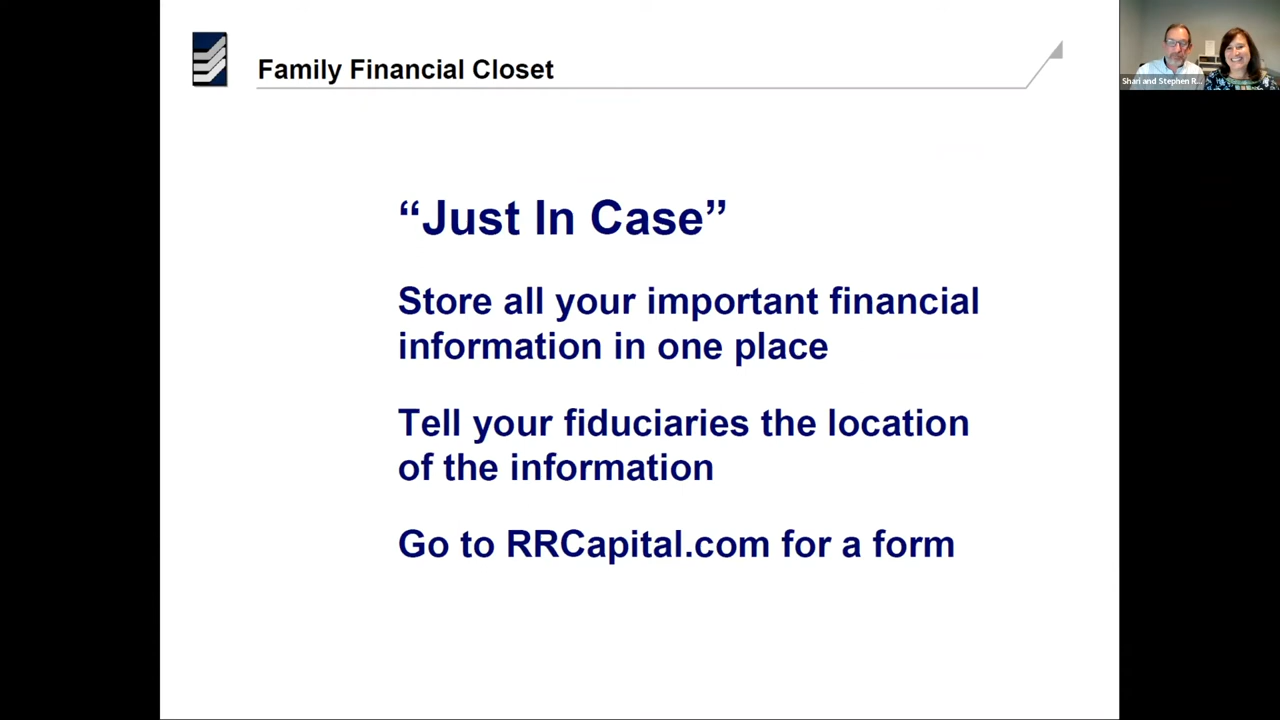 Family Financial Closet
Shari and Stephen R...
“Just In Case”
Store all your important financial
information in one place
Tell your fiduciaries the location
of the information
Go to RRCapital.com for a form